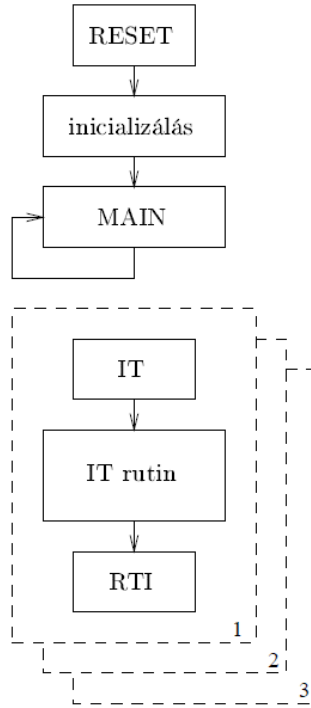 RESET
inicializálás
MAIN
IT
IT rutin
RTI
1
2
3